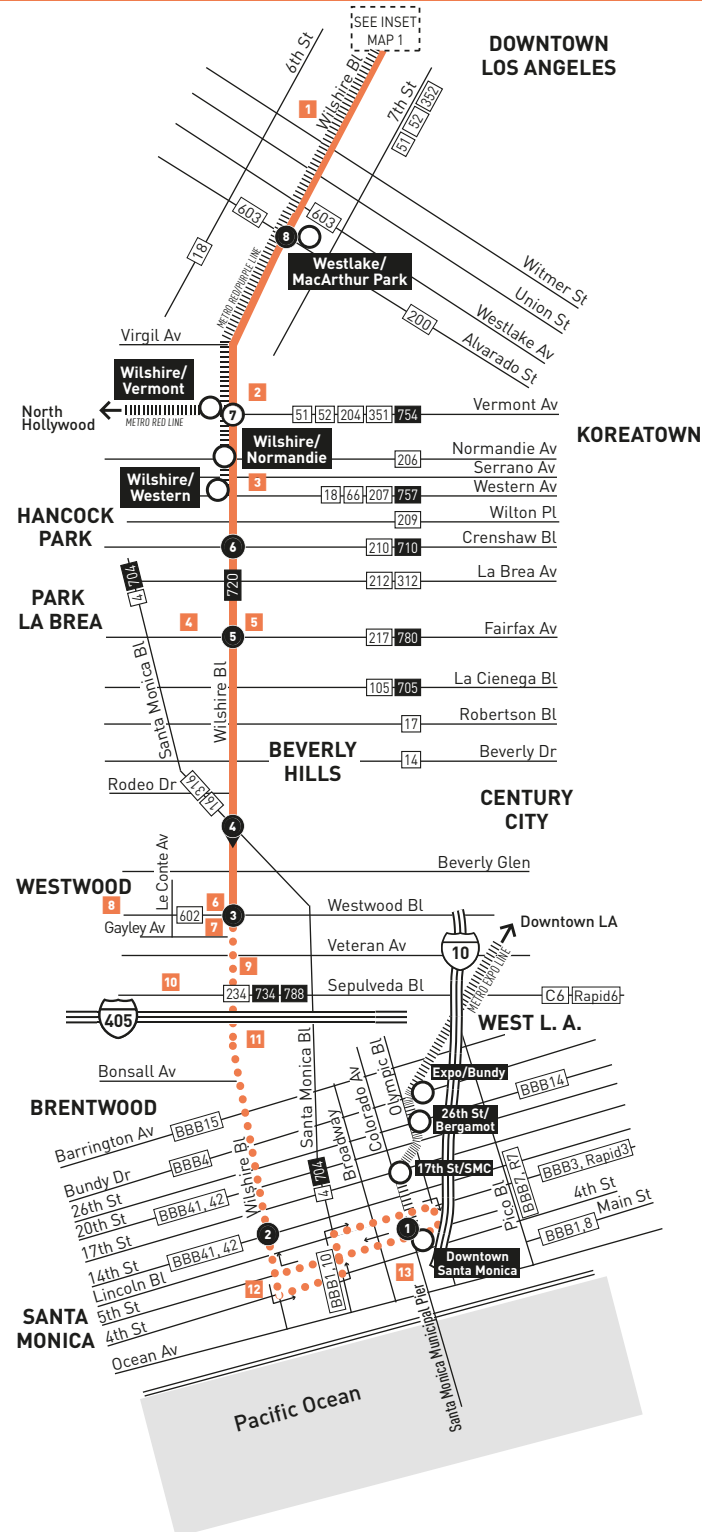 SEE INSET
MAP 1
DOWNTOWN
LOS ANGELES
6th St
Wilshire Bl
7th St
51 52 352
1
603
603
18
8
Westlake/
MacArthur Park
METRO RED/PURPLE LINE
Witmer St
Union St
Westlake Av
Alvarado St
200
Virgil Av
Wilshire/
Vermont
2
North
Hollywood
METRO RED LINE
7
51 52 204 351 754
Vermont Av
KOREATOWN
Wilshire/
Normandie
206
Normandie Av
Serrano Av
Wilshire/
Western
3
18 66 207 757
Western Av
HANCOCK
PARK
209
Wilton Pl
6
210 710
Crenshaw Bl
4 704
720
212 312
La Brea Av
PARK
LA BREA
4
5
5
217 780
Fairfax Av
Santa Monica Bl
Wilshire Bl
105 705
La Cienega Bl
17
Robertson Bl
BEVERLY
HILLS
14
Beverly Dr
Rodeo Dr
16/316
CENTURY
CITY
4
Beverly Glen
WESTWOOD
Le Conte Av
8
602
6
3
Westwood Bl
Gayley Av
7
Veteran Av
10
Downtown LA
METRO EXPO LINE
9
10
234 734 788
Sepulveda Bl
C6 Rapid6
405
WEST L. A.
11
Bonsall Av
Santa Monica Bl
Broadway
Colorado Av
Olympic Bl
Expo/Bundy
BRENTWOOD
26th St/
Bergamot
BBB14
Barrington Av
BBB15
Bundy Dr
BBB4
Wilshire Bl
4 704
17th St/SMC
Pico Bl
BBB7, R7
BBB3, Rapid3
26th St
20th St
BBB41, 42
17th St
4th St
Main St
BBB1,8
14th St
BBB41, 42
2
1
Downtown
Santa Monica
Lincoln Bl
5th St
BBB1, 10
13
12
4th St
SANTA
MONICA
Ocean Av
Santa Monica Municipal Pier
Pacific Ocean